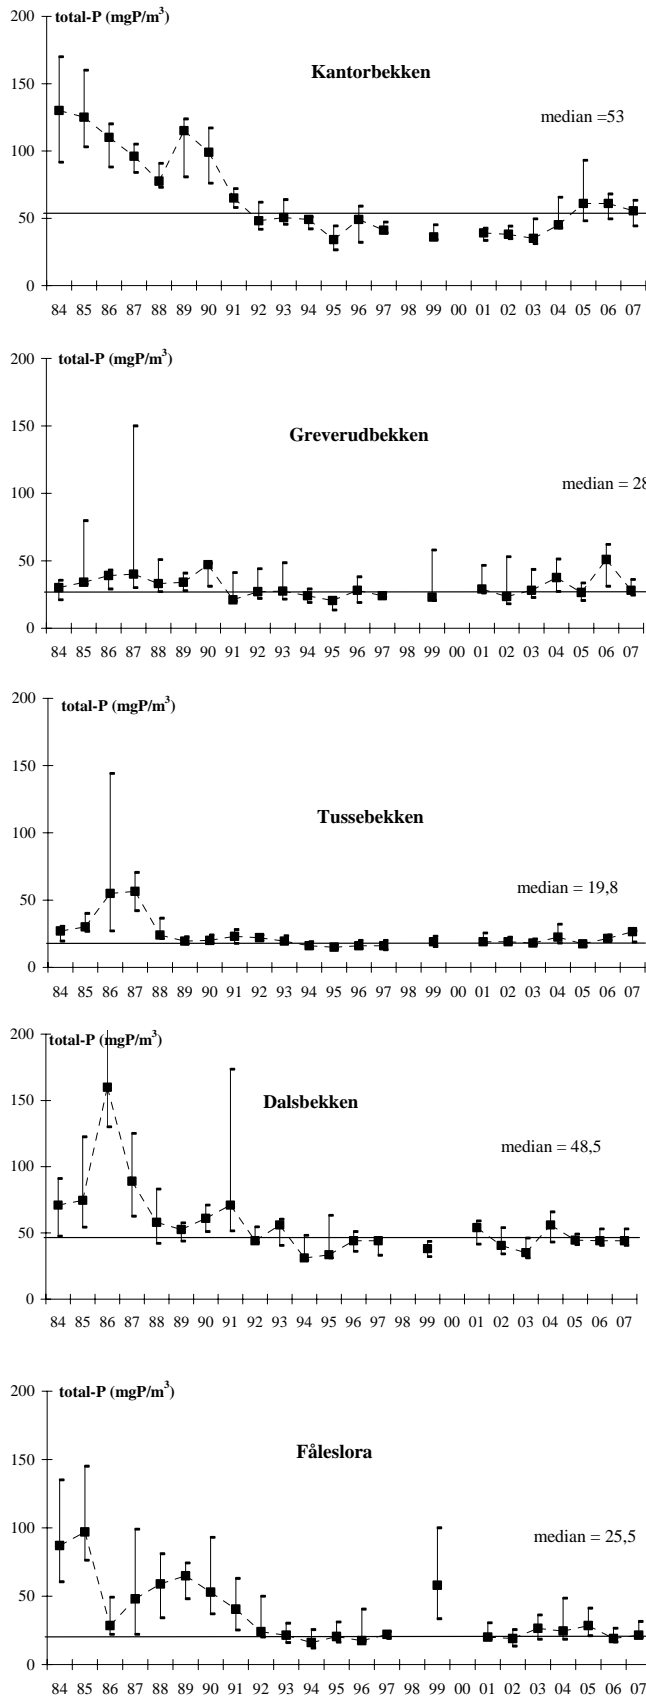 total-P (mgP/m³)
Kantorbekken
median =53
200
150
100
50
0
84 85 86 87 88 89 90 91 92 93 94 95 96 97 98 99 00 01 02 03 04 05 06 07
total-P (mgP/m³)
Greverudbekken
median = 28
200
150
100
50
0
84 85 86 87 88 89 90 91 92 93 94 95 96 97 98 99 00 01 02 03 04 05 06 07
total-P (mgP/m³)
Tussebekken
median = 19,8
200
150
100
50
0
84 85 86 87 88 89 90 91 92 93 94 95 96 97 98 99 00 01 02 03 04 05 06 07
total-P (mgP/m³)
Dalsbekken
median = 48,5
200
150
100
50
0
84 85 86 87 88 89 90 91 92 93 94 95 96 97 98 99 00 01 02 03 04 05 06 07
total-P (mgP/m³)
Fåleslora
median = 25,5
200
150
100
50
0
84 85 86 87 88 89 90 91 92 93 94 95 96 97 98 99 00 01 02 03 04 05 06 07